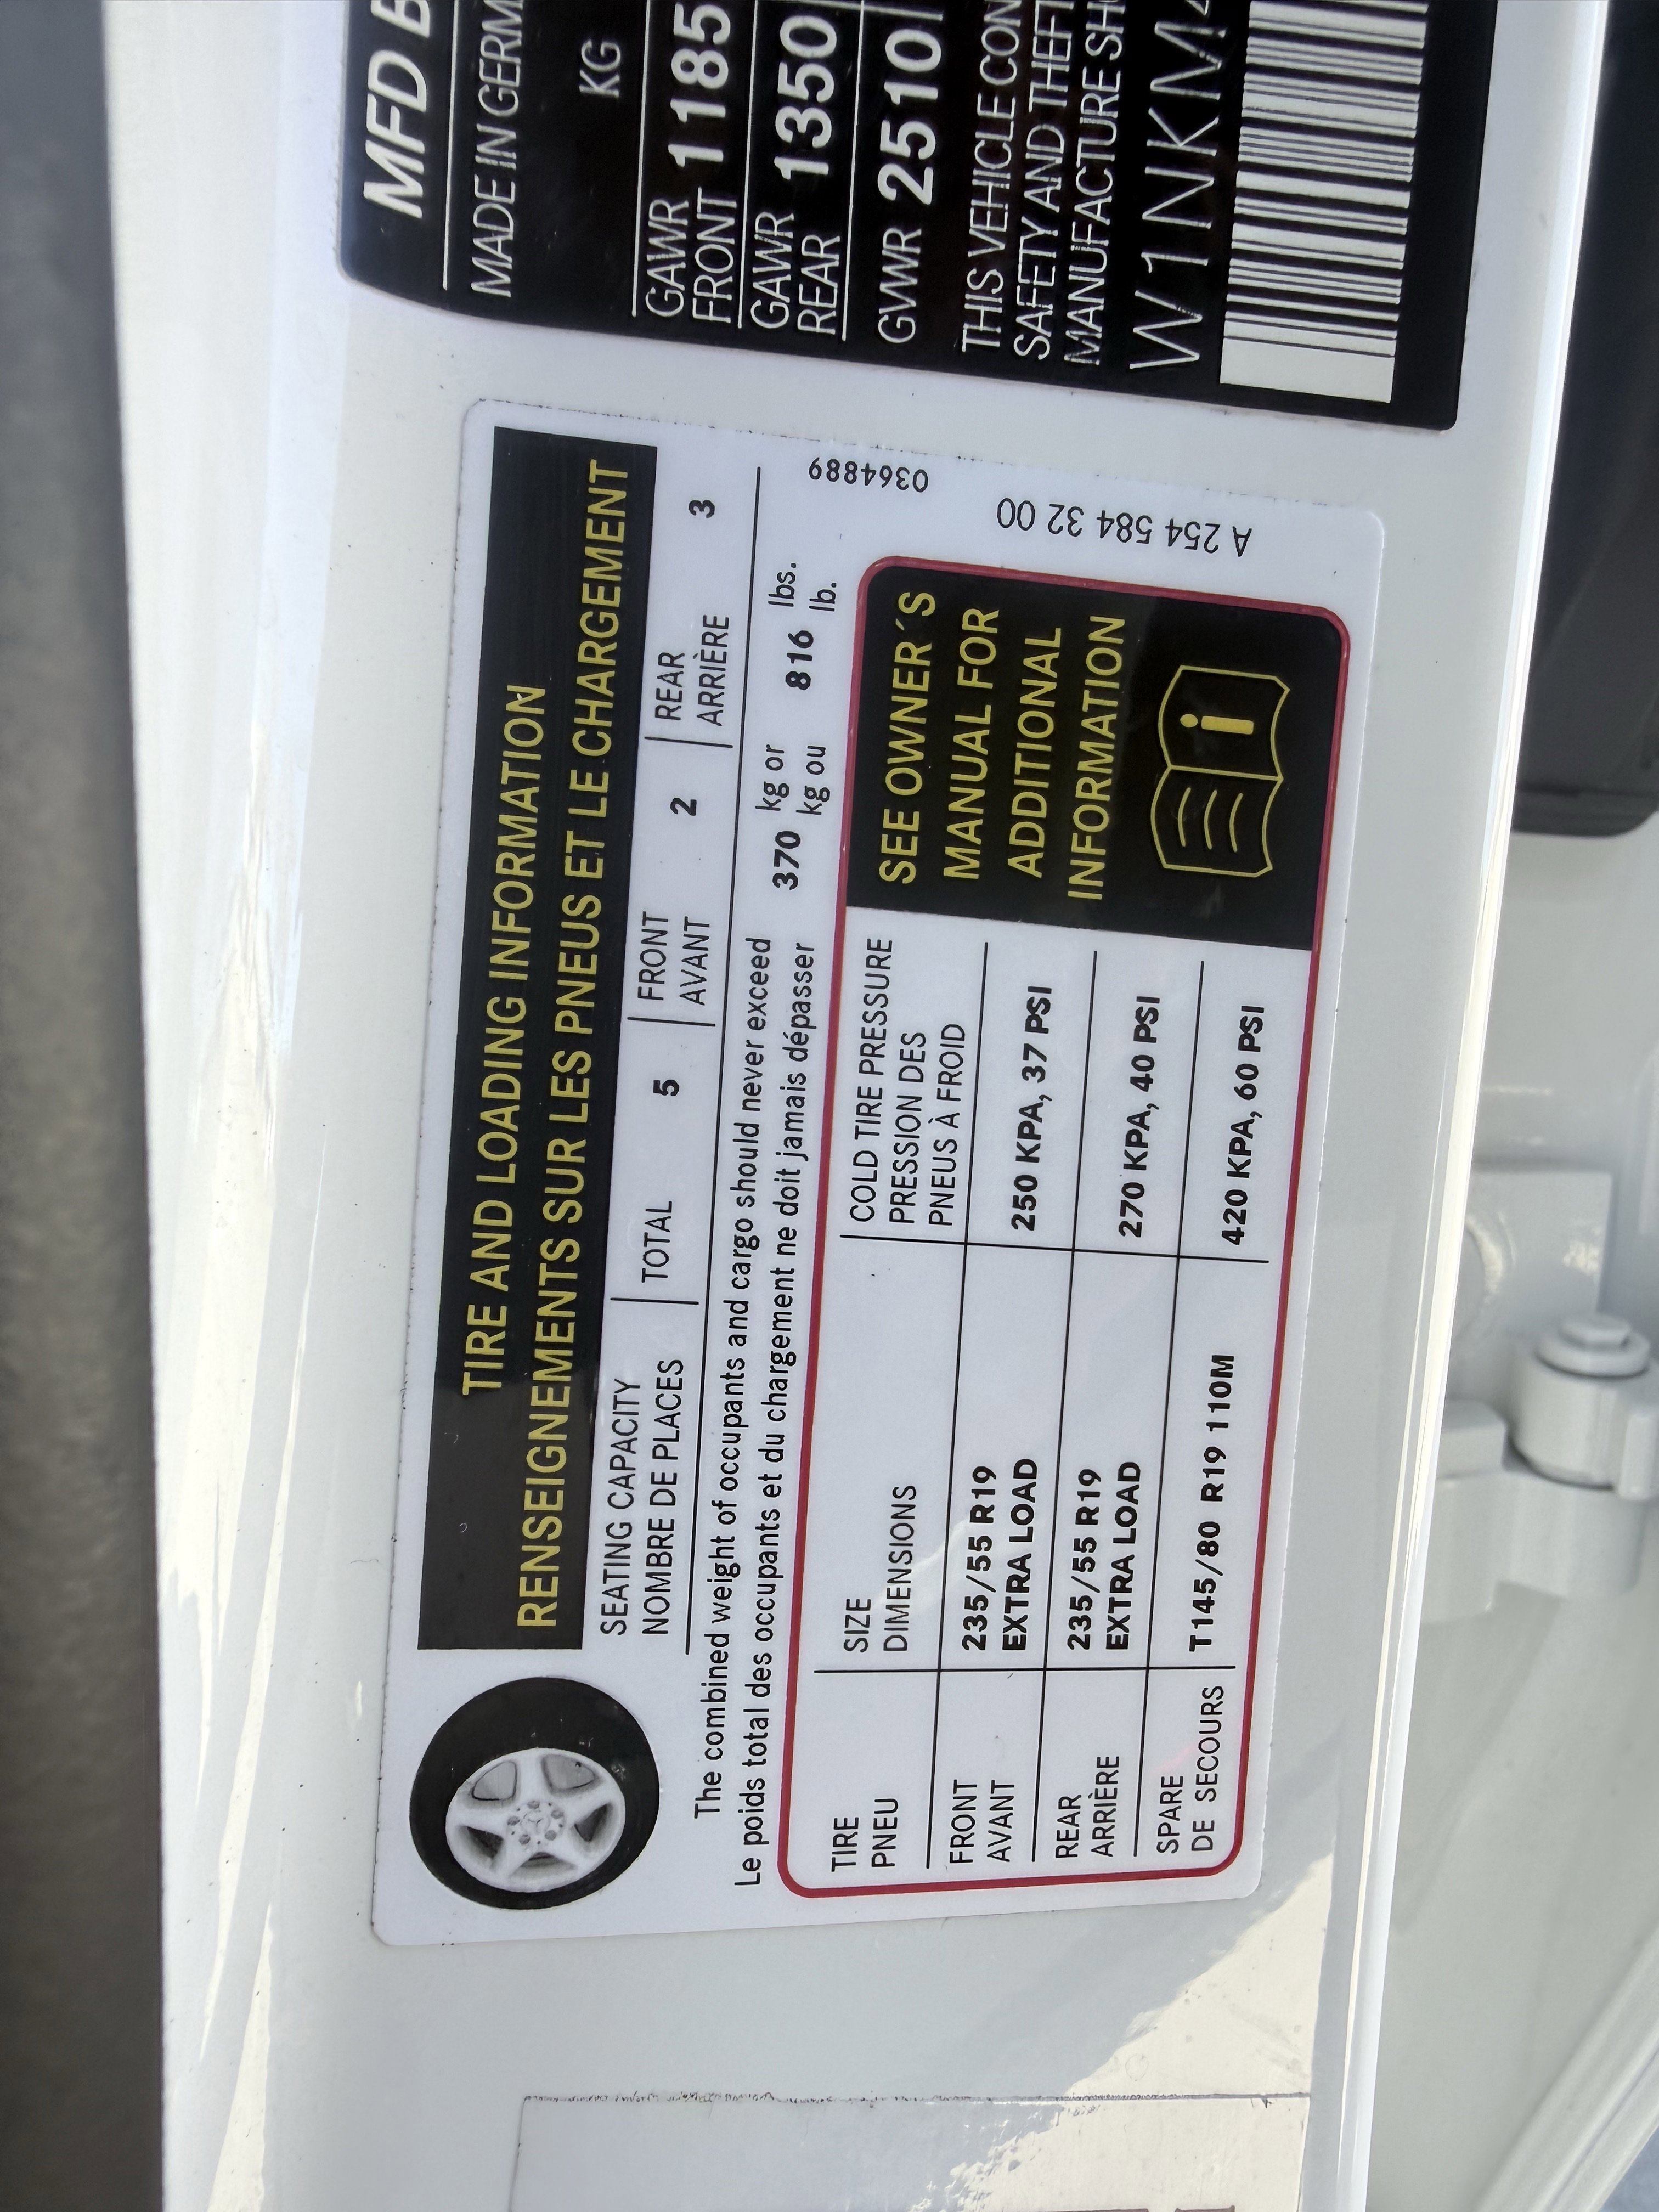 TIRE AND LOADING INFORMATION
RENSEIGNEMENTS SUR LES PNEUS ET LE CHARGEMENT
SEATING CAPACITY
NOMBRE DE PLACES
TOTAL 5
FRONT
AVANT
2
REAR
ARRIÈRE
3
The combined weight of occupants and cargo should never exceed 370 kg or 816 lbs.
Le poids total des occupants et du chargement ne doit jamais dépasser kg ou lb.
TIRE
PNEU
SIZE
DIMENSIONS
COLD TIRE PRESSURE
PRESSION DES
PNEUS À FROID
FRONT
AVANT
235/55 R19
EXTRA LOAD
250 KPA, 37 PSI
REAR
ARRIÈRE
235/55 R19
EXTRA LOAD
270 KPA, 40 PSI
SPARE
DE SECOURS
T145/80 R19 110M
420 KPA, 60 PSI
SEE OWNER´S
MANUAL FOR
ADDITIONAL
INFORMATION
0364889
A 254 584 32 00
MFD B
MADE IN GERM
KG
GAWR
FRONT 1185
GAWR
REAR 1350
GVWR 2510
THIS VEHICLE CON
SAFETY AND THEFT
MANUFACTURE SH
W1NKM4